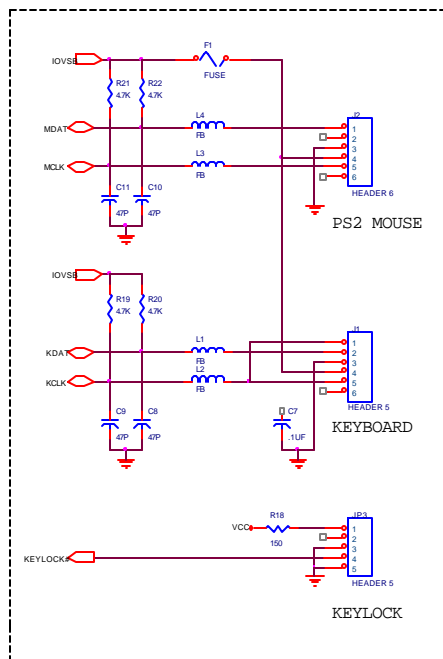 IOVSB
F1
FUSE
R21
4.7K
R22
4.7K
MDAT
L4
FB
J2
1
2
3
4
5
6
MCLK
L3
FB
C11
47P
C10
47P
HEADER 6
PS2 MOUSE
IOVSB
R19
4.7K
R20
4.7K
KDAT
L1
FB
J1
1
2
3
4
5
6
KCLK
L2
FB
HEADER 5
C9
47P
C8
47P
C7
.1UF
KEYBOARD
VCC
R18
150
JP3
1
2
3
4
5
KEYLOCK#
HEADER 5
KEYLOCK